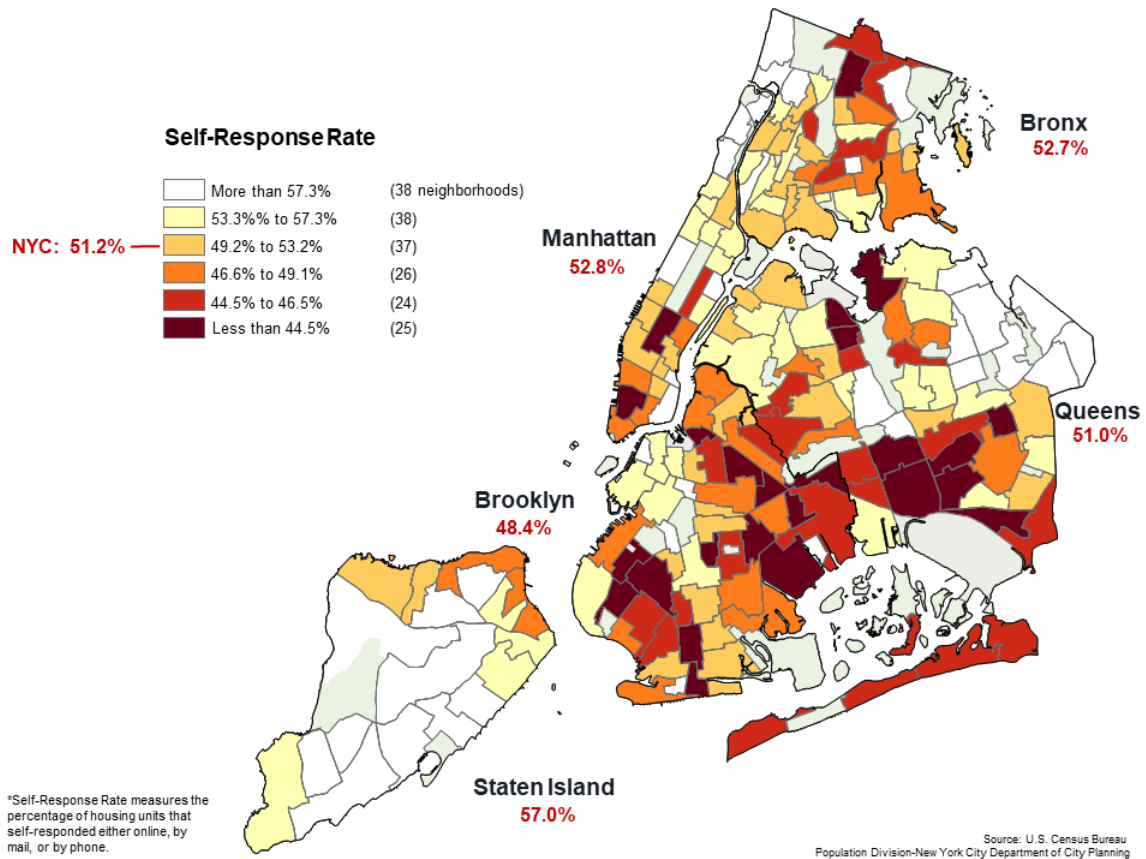 Self-Response Rate
More than 57.3% (38 neighborhoods)
53.3%% to 57.3% (38)
NYC: 51.2% 49.2% to 53.2% (37)
46.6% to 49.1% (26)
44.5% to 46.5% (24)
Less than 44.5% (25)
Bronx
52.7%
Manhattan
52.8%
Queens
51.0%
Brooklyn
48.4%
Staten Island
57.0%
*Self-Response Rate measures the
percentage of housing units that
self-responded either online, by
mail, or by phone.
Source: U.S. Census Bureau
Population Division-New York City Department of City Planning